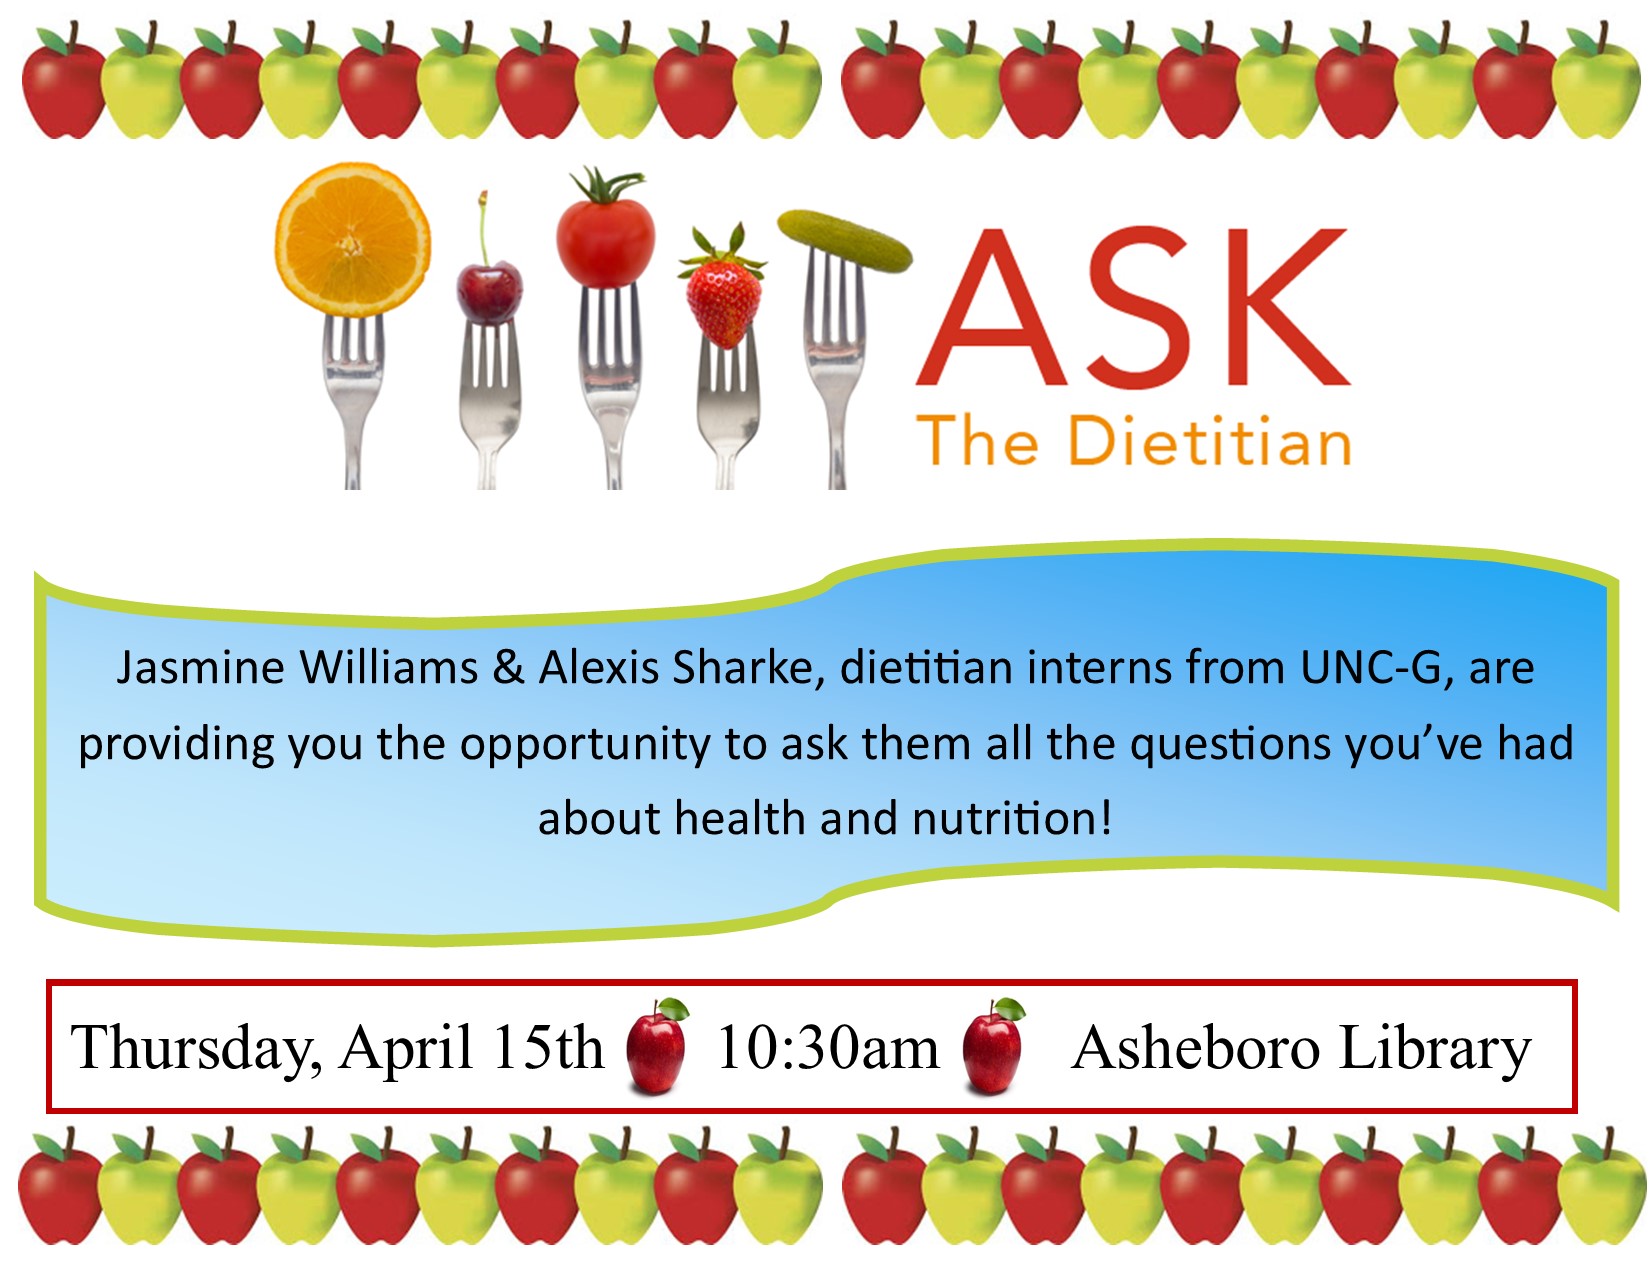 ASK
The Dietitian
Jasmine Williams & Alexis Sharke, dietitian interns from UNC-G, are
providing you the opportunity to ask them all the questions you’ve had
about health and nutrition!
Thursday, April 15th 10:30am Asheboro Library